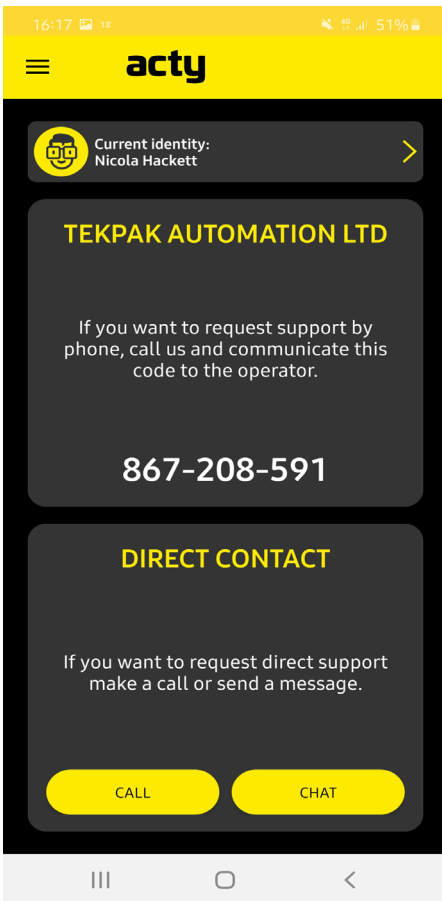 16:17 13° 51%
acty
Current identity:
Nicola Hackett
TEKPAK AUTOMATION LTD
If you want to request support by
phone, call us and communicate this
code to the operator.
867-208-591
DIRECT CONTACT
If you want to request direct support
make a call or send a message.
CALL CHAT